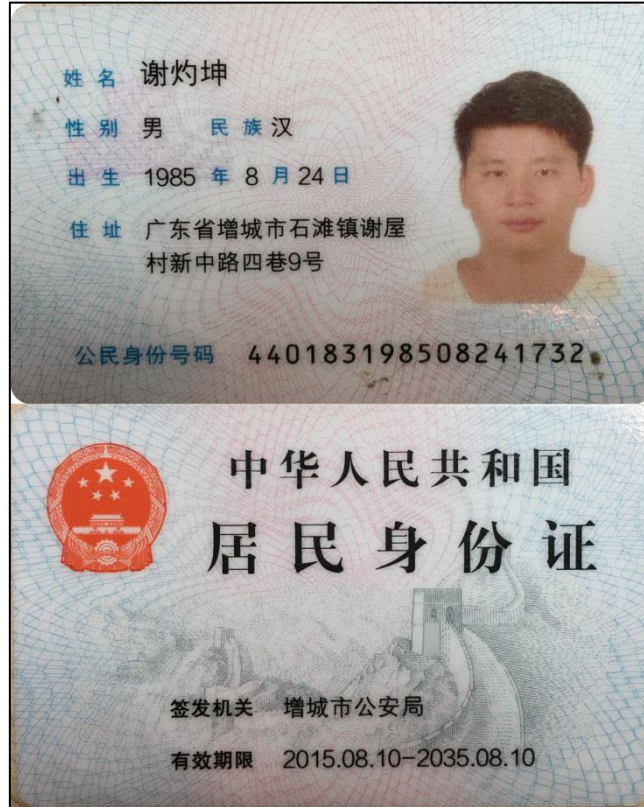 姓名 谢灼坤
性别 男 民族 汉
出生 1985 年 8 月 24 日
住址 广东省增城市石滩镇谢屋
村新中路四巷9号
公民身份号码 440183198508241732
中华人民共和国
居民身份证
签发机关 增城市公安局
有效期限 2015.08.10-2035.08.10